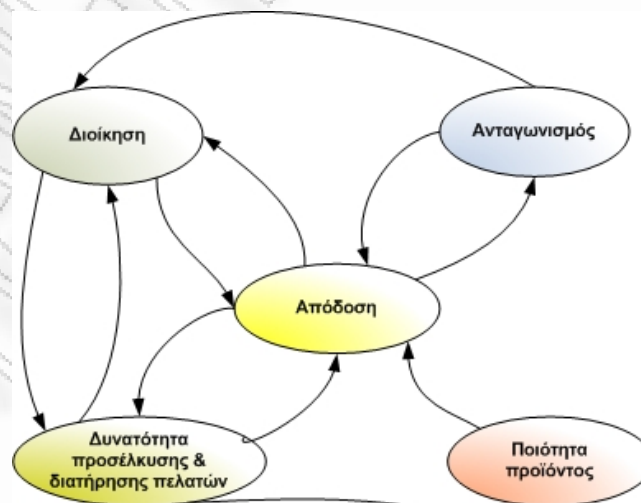 Διοίκηση
Ανταγωνισμός
Απόδοση
Δυνατότητα
προσέλκυσης &
διατήρησης πελατών
Ποιότητα
προϊόντος